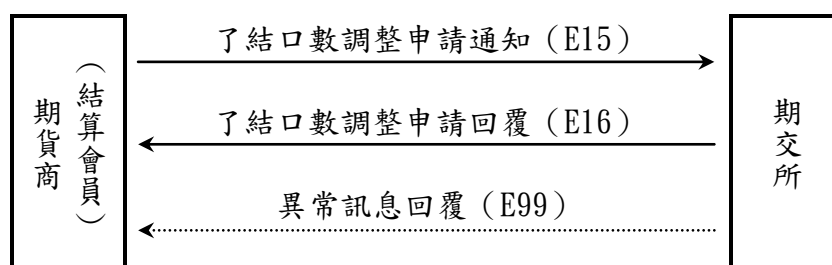 期貨商
（結算會員）
了結口數調整申請通知（E15）
了結口數調整申請回覆（E16）
異常訊息回覆（E99）
期交所